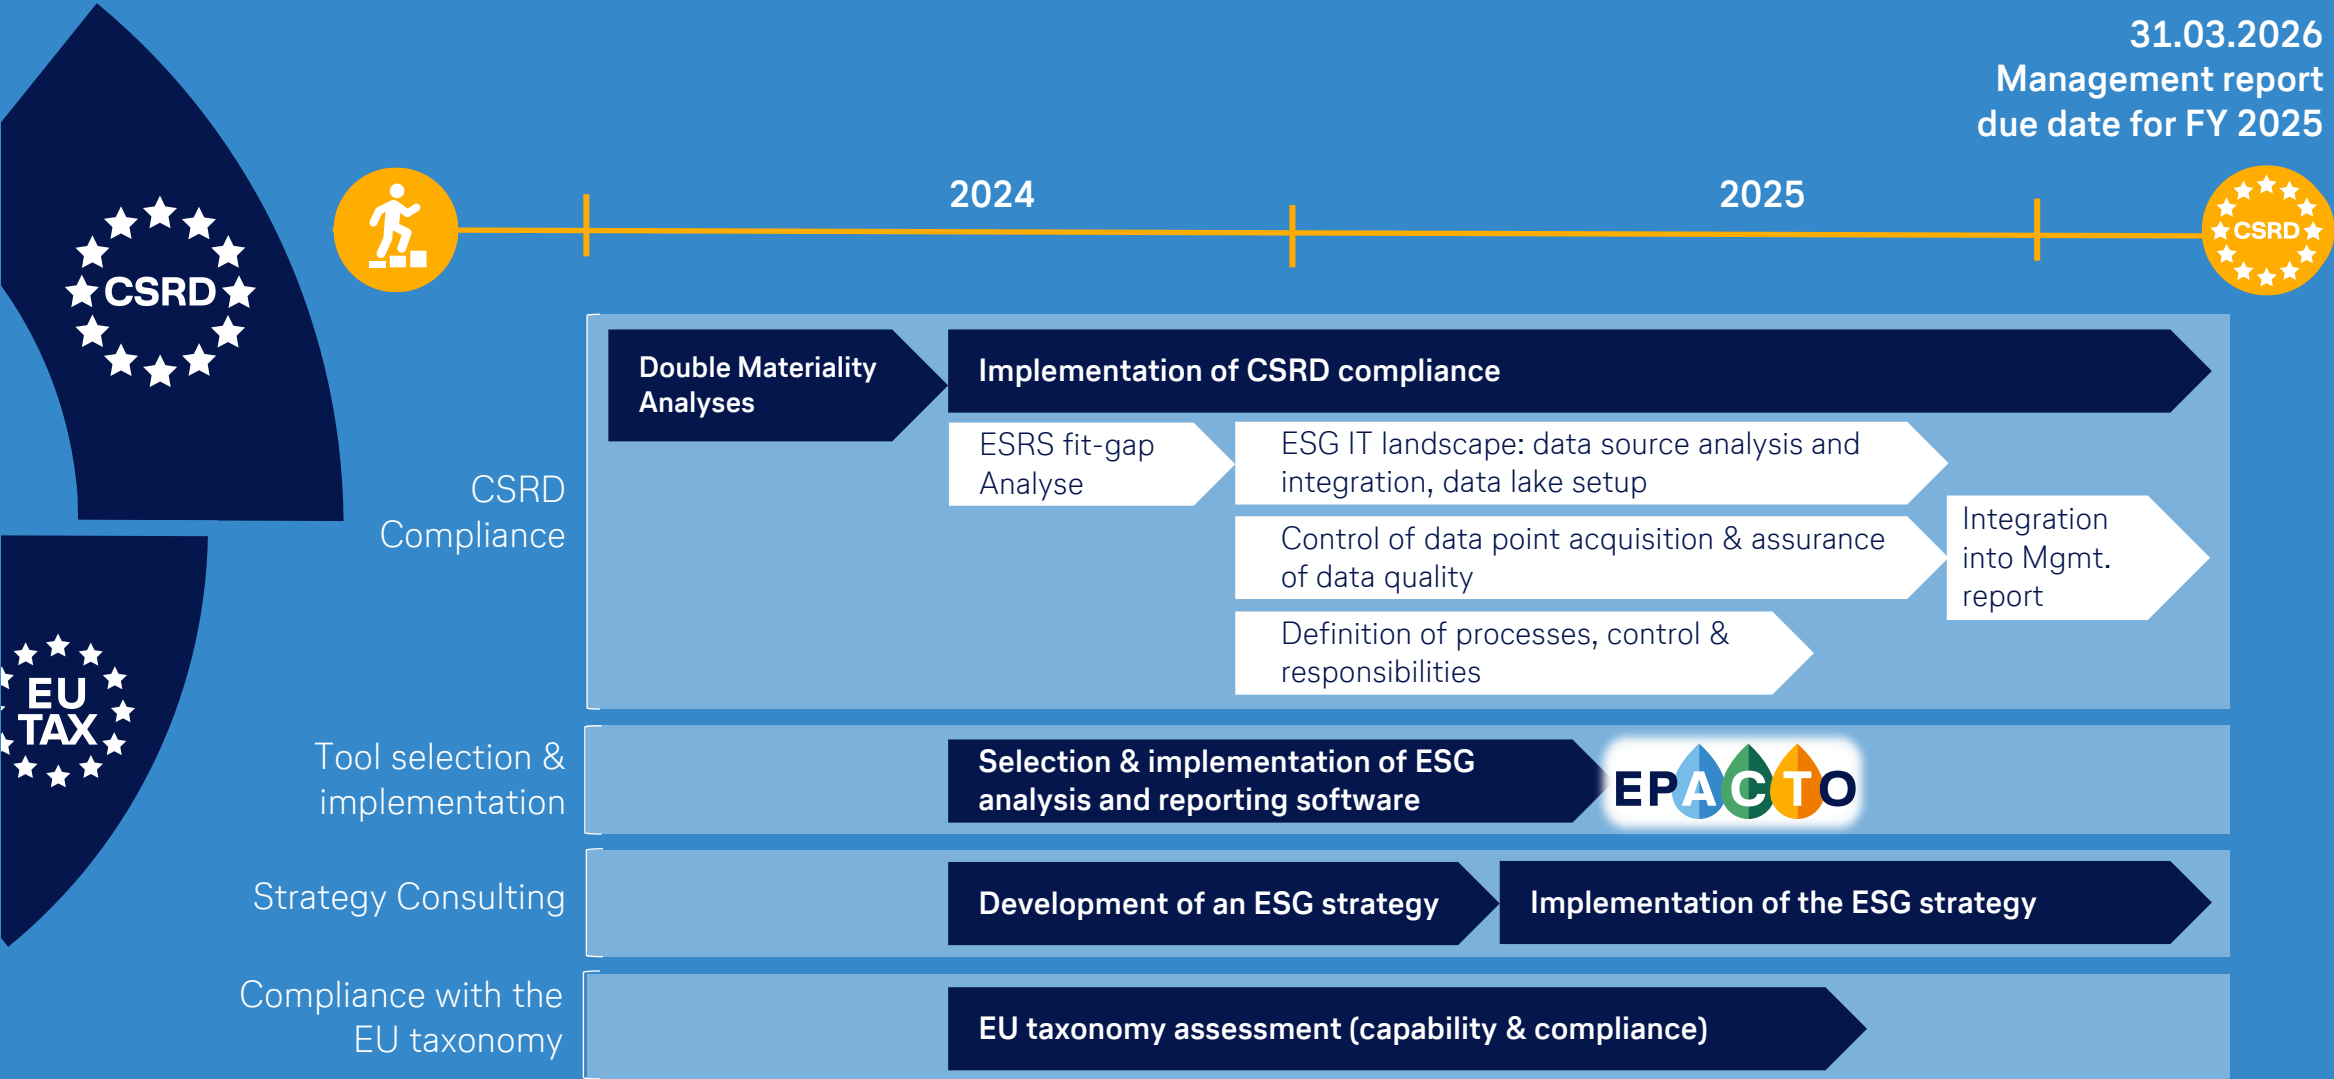 31.03.2026
Management report
due date for FY 2025
2024
2025
CSRD
CSRD
Double Materiality
Analyses
Implementation of CSRD compliance
ESRS fit-gap
Analyse
ESG IT landscape: data source analysis and
integration, data lake setup
CSRD
Compliance
Control of data point acquisition & assurance
of data quality
Integration
into Mgmt.
report
Definition of processes, control &
responsibilities
EU
TAX
Tool selection &
implementation
Selection & implementation of ESG
analysis and reporting software
EPACTO
Strategy Consulting
Development of an ESG strategy
Implementation of the ESG strategy
Compliance with the
EU taxonomy
EU taxonomy assessment (capability & compliance)